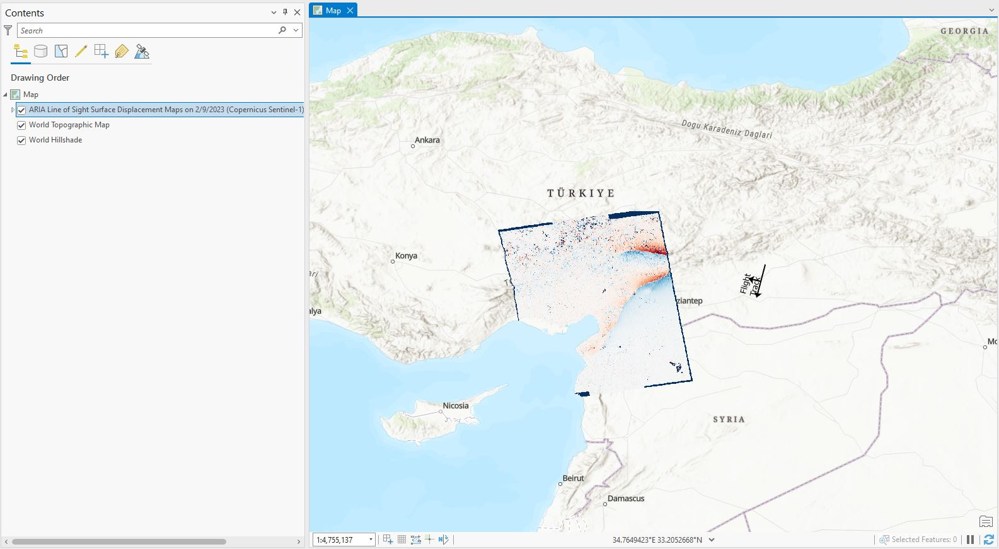 Contents
Search
Drawing Order
Map
ARIA Line of Sight Surface Displacement Maps on 2/9/2023 (Copernicus Sentinel-1)
World Topographic Map
World Hillshade
Map
GEORGIA
Dogu Karadeniz Daglari
Ankara
TÜRKIYE
Konya
ari
To
Flight
Track
ziantep
alya
Mo
Nicosia
SYRIA
Beirut
Damascus
1:4,755,137
34.7649423°E 33.2052668°N
Selected Features: 0